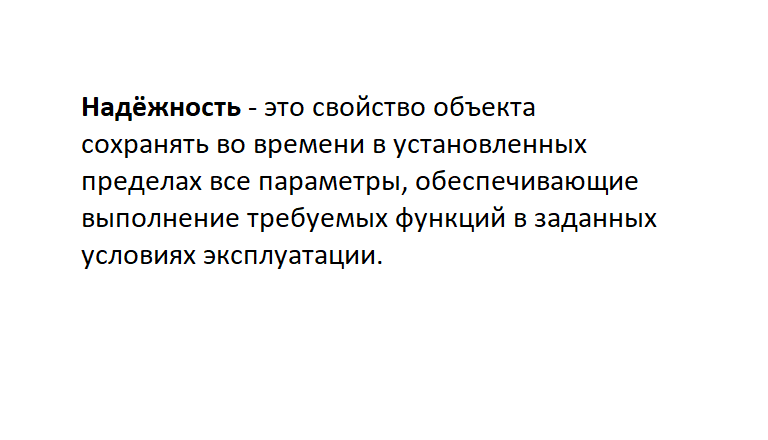 Надёжность - это свойство объекта
сохранять во времени в установленных
пределах все параметры, обеспечивающие
выполнение требуемых функций в заданных
условиях эксплуатации.